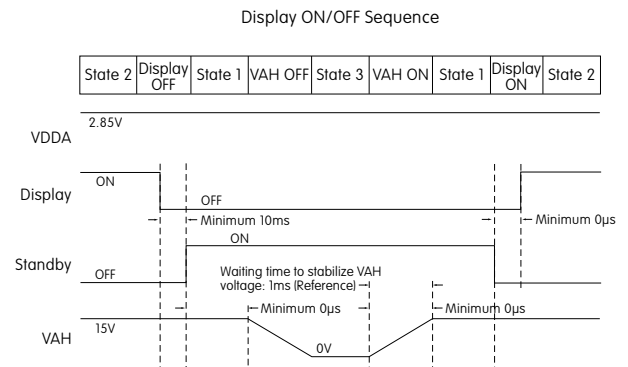 Display ON/OFF Sequence
State 2 Display OFF State 1 VAH OFF State 3 VAH ON State 1 Display ON State 2
2.85V
VDDA
ON
Display
OFF
Minimum 10ms
Minimum 0µs
ON
Standby
OFF
Waiting time to stabilize VAH
voltage: 1ms (Reference)
Minimum 0µs
Minimum 0µs
15V
VAH
0V